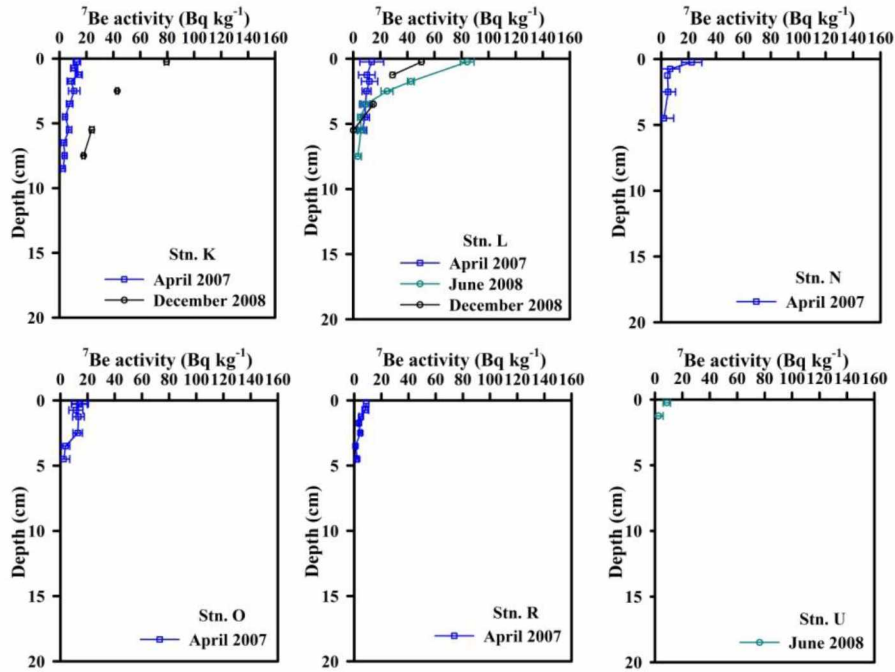 ⁷Be activity (Bq kg⁻¹) ⁷Be activity (Bq kg⁻¹) ⁷Be activity (Bq kg⁻¹)
0 20 40 60 80 100 120 140 160 0 20 40 60 80 100 120 140 160 0 20 40 60 80 100 120 140 160
0
5
10
15
20
Depth (cm)
Stn. K
April 2007
December 2008
0
5
10
15
20
Depth (cm)
Stn. L
April 2007
June 2008
December 2008
0
5
10
15
20
Depth (cm)
Stn. N
April 2007
⁷Be activity (Bq kg⁻¹) ⁷Be activity (Bq kg⁻¹) ⁷Be activity (Bq kg⁻¹)
0 20 40 60 80 100 120 140 160 0 20 40 60 80 100 120 140 160 0 20 40 60 80 100 120 140 160
0
5
10
15
20
Depth (cm)
Stn. O
April 2007
0
5
10
15
20
Depth (cm)
Stn. R
April 2007
0
5
10
15
20
Depth (cm)
Stn. U
June 2008